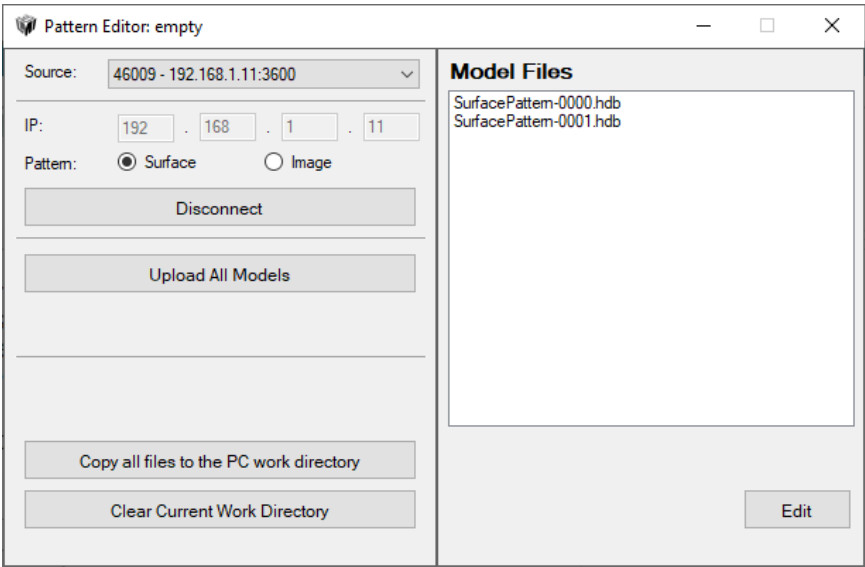 Pattern Editor: empty
Source: 46009 - 192.168.1.11:3600
IP: 192 . 168 . 1 . 11
Pattern: Surface Image
Disconnect
Upload All Models
Copy all files to the PC work directory
Clear Current Work Directory
Model Files
SurfacePattern-0000.hdb
SurfacePattern-0001.hdb
Edit